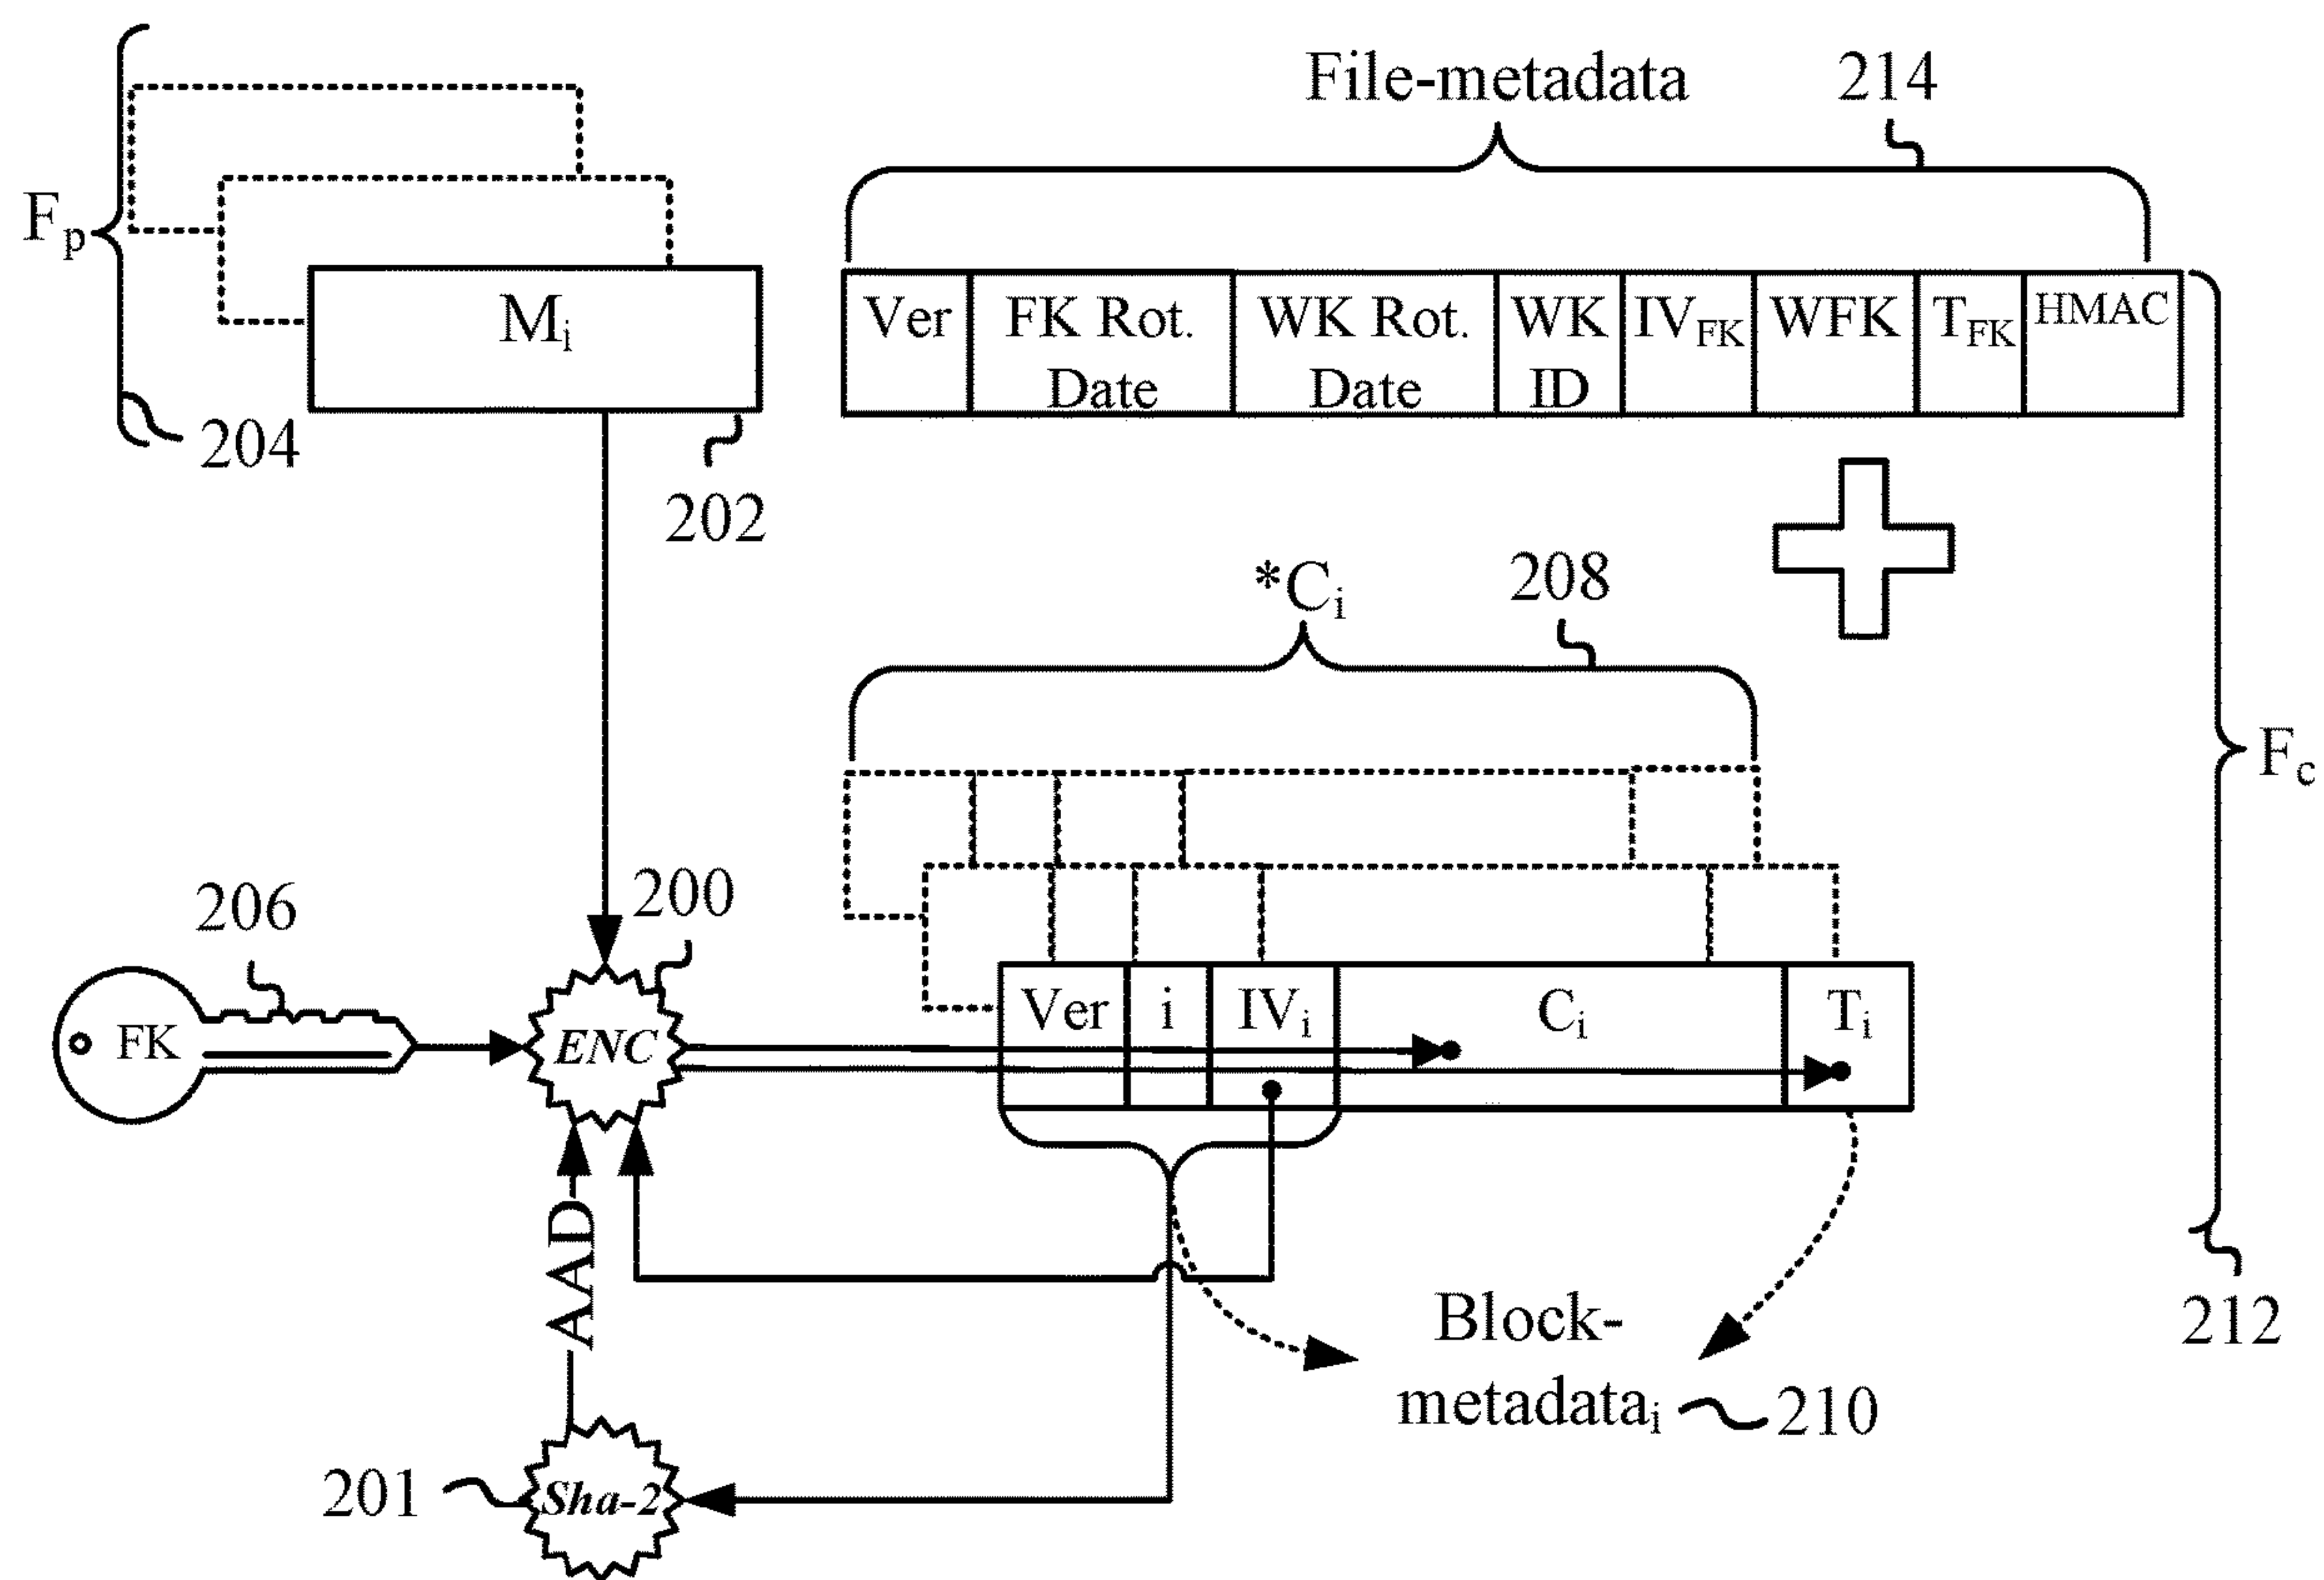 File-metadata
214
Fp
Mi
Ver
FK Rot.
Date
WK Rot.
Date
WK
ID
IVFK
WFK
TFK
HMAC
204
202
*Ci
208
Fc
206
200
FK
ENC
Ver
i
IVi
Ci
Ti
AAD
Block-
metadatai
210
212
201
Sha-2